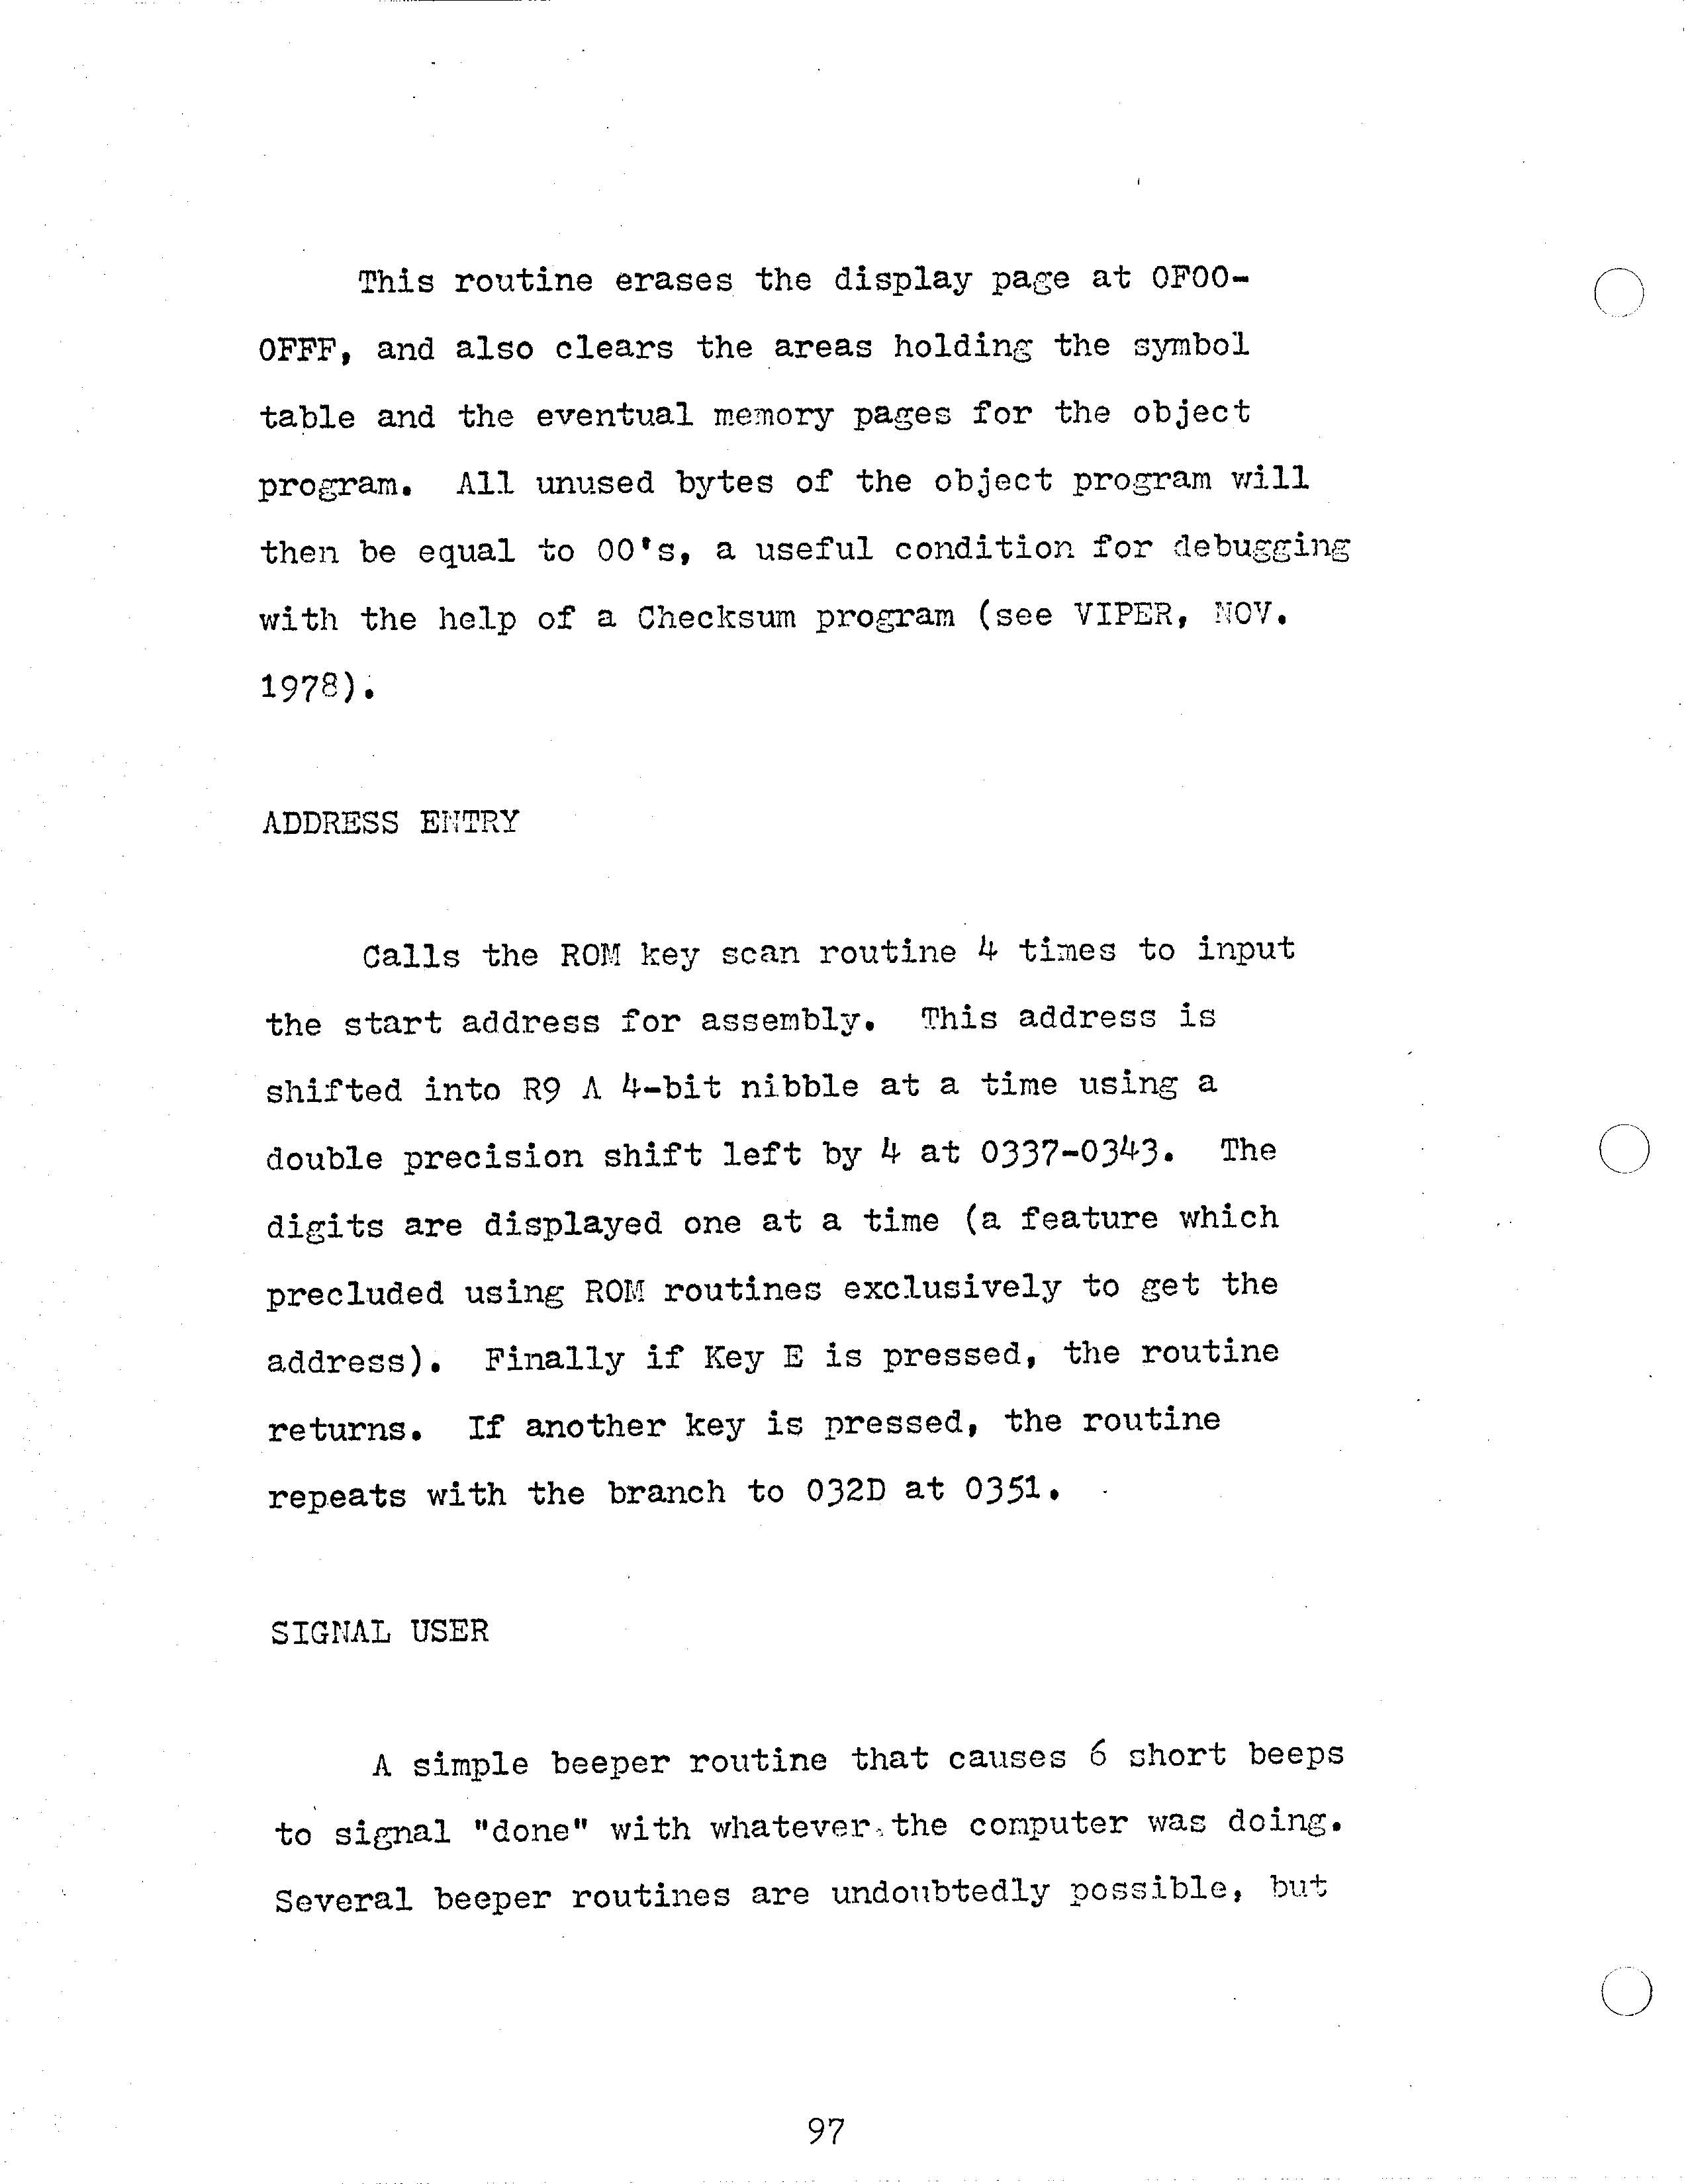 This routine erases the display page at 0F00-
0FFF, and also clears the areas holding the symbol
table and the eventual memory pages for the object
program.  All unused bytes of the object program will
then be equal to 00's, a useful condition for debugging
with the help of a Checksum program (see VIPER, NOV.
1978).
ADDRESS ENTRY
Calls the ROM key scan routine 4 times to input
the start address for assembly.  This address is
shifted into R9 A 4-bit nibble at a time using a
double precision shift left by 4 at 0337-0343.  The
digits are displayed one at a time (a feature which
precluded using ROM routines exclusively to get the
address).  Finally if Key E is pressed, the routine
returns.  If another key is pressed, the routine
repeats with the branch to 032D at 0351.
SIGNAL USER
A simple beeper routine that causes 6 short beeps
to signal "done" with whatever the computer was doing.
Several beeper routines are undoubtedly possible, but
97